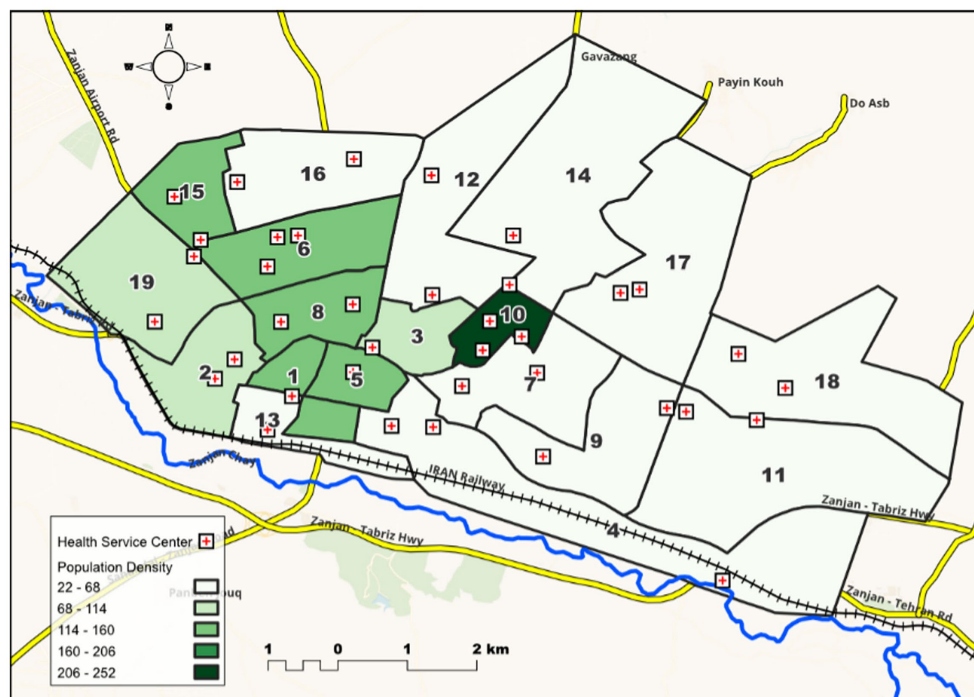 N
W
Gavazang
Zanjan Airport Rd
Payin Kouh
Do Asb
16
12
14
15
6
17
19
8
10
3
Zanjan - Tabriz
2
1
5
7
18
13
9
11
Zanjan Chay
IRAN Railway
Zanjan - Tabriz Hwy
4
Zanjan - Tabriz Hwy
Zanjan - Tehran Rd
Health Service Center
Population Density
22 - 68
68 - 114
114 - 160
160 - 206
206 - 252
1 0 1 2 km